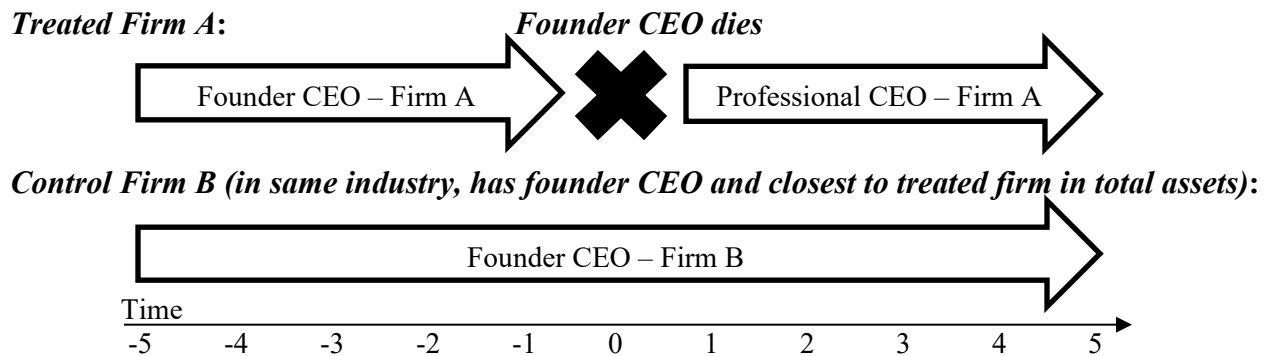 Treated Firm A: Founder CEO dies
Founder CEO – Firm A Professional CEO – Firm A
Control Firm B (in same industry, has founder CEO and closest to treated firm in total assets):
Founder CEO – Firm B
Time
-5 -4 -3 -2 -1 0 1 2 3 4 5